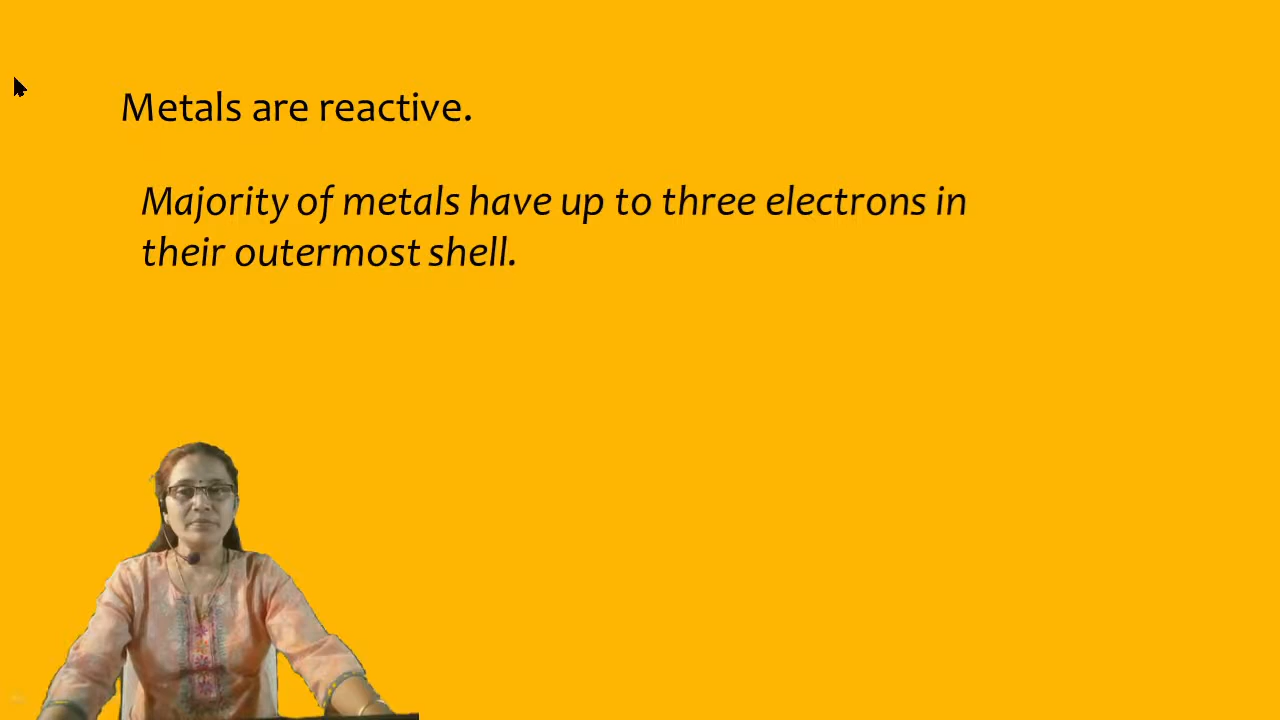 Metals are reactive.
Majority of metals have up to three electrons in
their outermost shell.